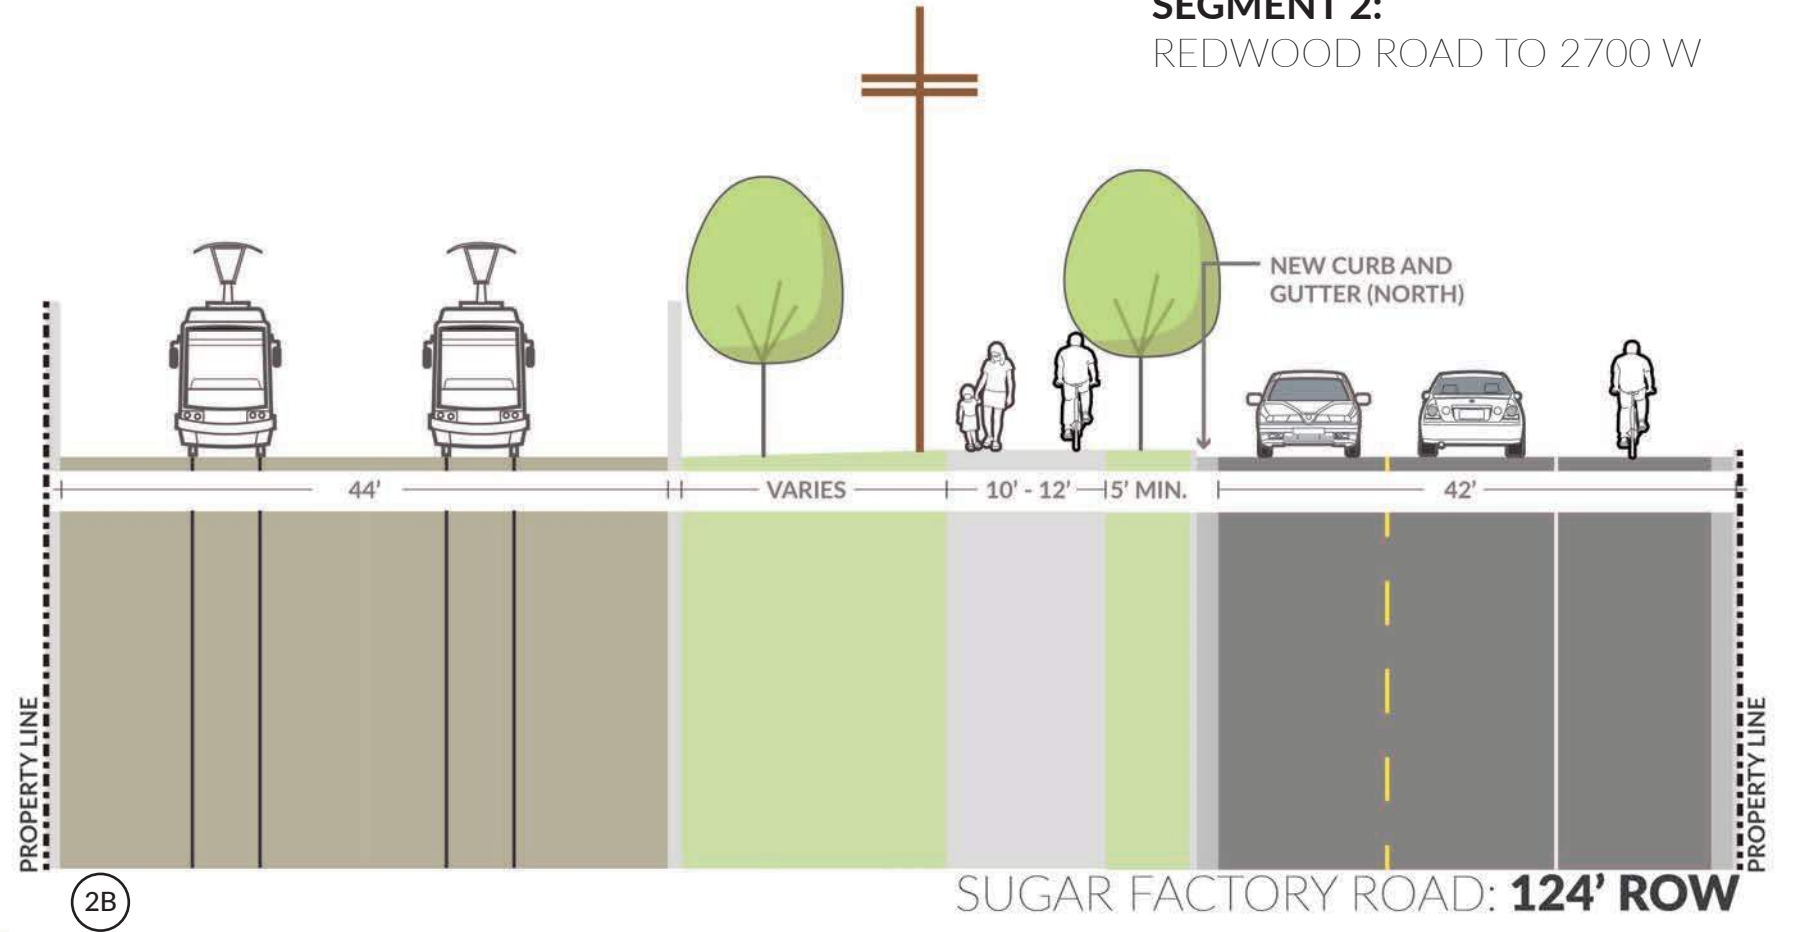 SEGMENT 2:
REDWOOD ROAD TO 2700 W
NEW CURB AND
GUTTER (NORTH)
44’
VARIES
10’ - 12’
5’ MIN.
42’
PROPERTY LINE
PROPERTY LINE
2B
SUGAR FACTORY ROAD: 124’ ROW